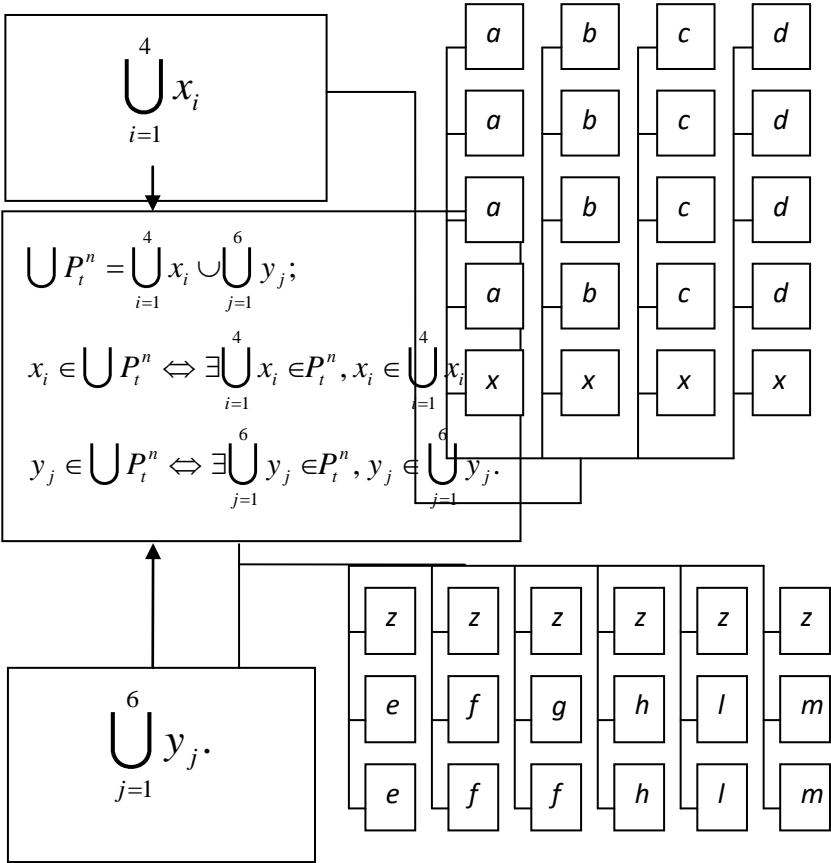 ⋃_{i=1}^{4} x_i
a b c d
a b c d
a b c d
a b c d
x x x x
⋃ P_t^n = ⋃_{i=1}^{4} x_i ∪ ⋃_{j=1}^{6} y_j;
x_i ∈ ⋃ P_t^n ⇔ ∃ ⋃_{i=1}^{4} x_i ∈ P_t^n, x_i ∈ ⋃_{i=1}^{4} x_i
y_j ∈ ⋃ P_t^n ⇔ ∃ ⋃_{j=1}^{6} y_j ∈ P_t^n, y_j ∈ ⋃_{j=1}^{6} y_j.
⋃_{j=1}^{6} y_j.
z z z z z z
e f g h l m
e f f h l m